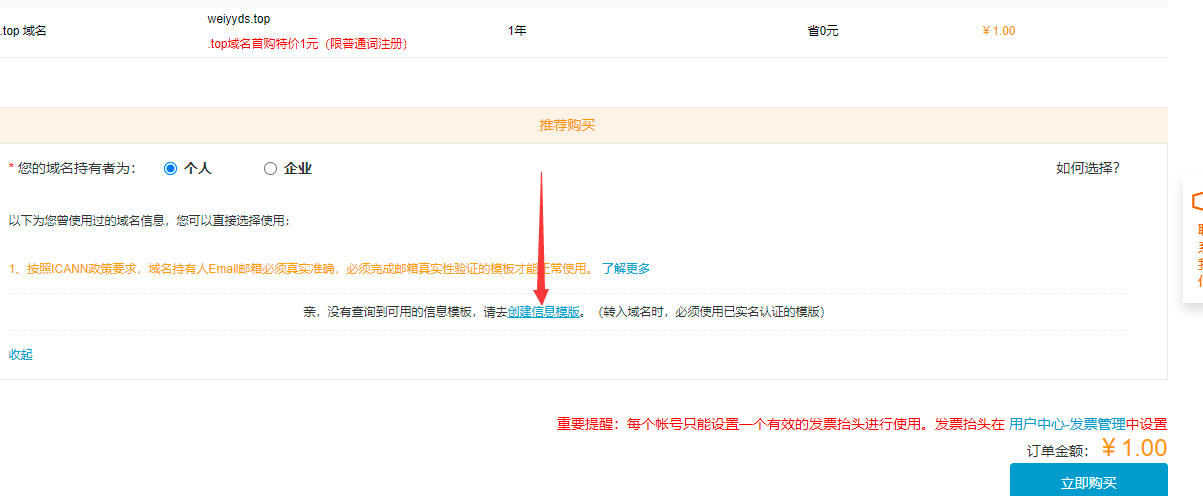 weiyyds.top
.top 域名 1年 省0元 ¥ 1.00
.top域名首购特价1元（限普通词注册）
推荐购买
* 您的域名持有者为： 个人 企业 如何选择?
以下为您曾使用过的域名信息，您可以直接选择使用：
1、按照ICANN政策要求，域名持有人Email邮箱必须真实准确，必须完成邮箱真实性验证的模板才能正常使用。 了解更多
亲，没有查询到可用的信息模板，请去创建信息模版。（转入域名时，必须使用已实名认证的模版）
收起
重要提醒：每个帐号只能设置一个有效的发票抬头进行使用。发票抬头在 用户中心-发票管理中设置
订单金额： ¥ 1.00
立即购买